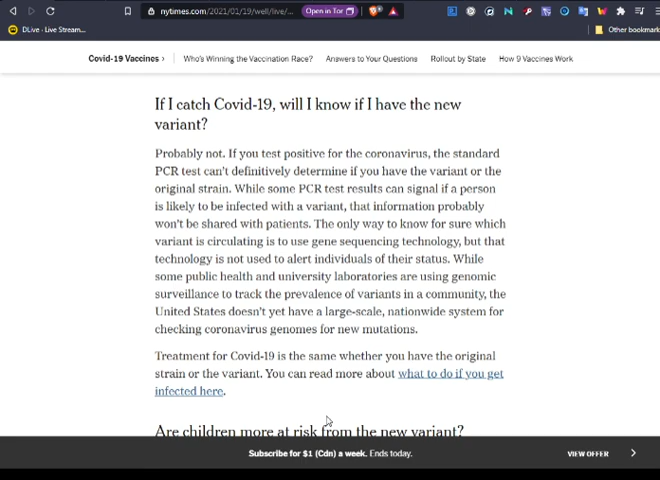 nytimes.com/2021/01/19/well/live/...
Open in Tor
DLive - Live Stream...
Other bookmark
Covid-19 Vaccines ›
Who's Winning the Vaccination Race?
Answers to Your Questions
Rollout by State
How 9 Vaccines Work
If I catch Covid-19, will I know if I have the new
variant?
Probably not. If you test positive for the coronavirus, the standard
PCR test can't definitively determine if you have the variant or the
original strain. While some PCR test results can signal if a person
is likely to be infected with a variant, that information probably
won't be shared with patients. The only way to know for sure which
variant is circulating is to use gene sequencing technology, but that
technology is not used to alert individuals of their status. While
some public health and university laboratories are using genomic
surveillance to track the prevalence of variants in a community, the
United States doesn't yet have a large-scale, nationwide system for
checking coronavirus genomes for new mutations.
Treatment for Covid-19 is the same whether you have the original
strain or the variant. You can read more about what to do if you get
infected here.
Are children more at risk from the new variant?
Subscribe for $1 (Cdn) a week. Ends today.
VIEW OFFER